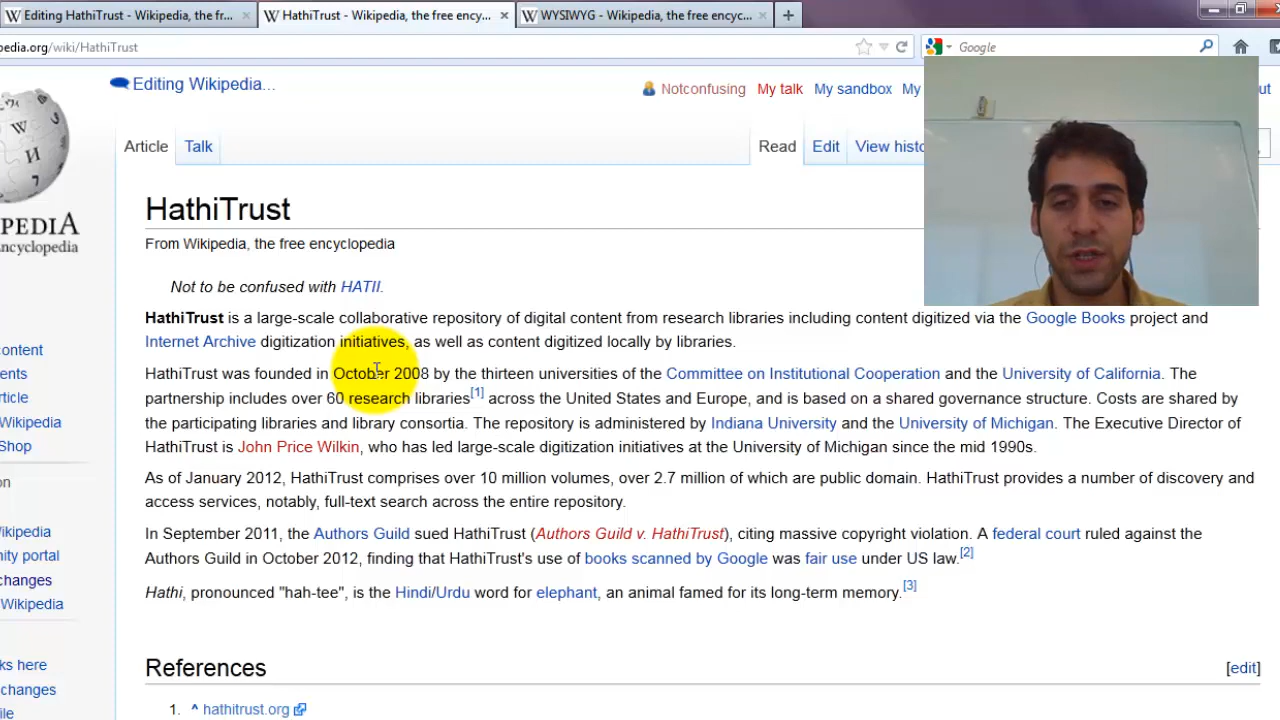 Editing HathiTrust - Wikipedia, the fr...
HathiTrust - Wikipedia, the free ency...
WYSIWYG - Wikipedia, the free encyc...
pedia.org/wiki/HathiTrust
Google
Editing Wikipedia...
Notconfusing My talk My sandbox My
ut
Article Talk
Read Edit View histo
PEDIA
ncyclopedia
HathiTrust
From Wikipedia, the free encyclopedia
Not to be confused with HATII.
HathiTrust is a large-scale collaborative repository of digital content from research libraries including content digitized via the Google Books project and
Internet Archive digitization initiatives, as well as content digitized locally by libraries.
HathiTrust was founded in October 2008 by the thirteen universities of the Committee on Institutional Cooperation and the University of California. The
partnership includes over 60 research libraries[1] across the United States and Europe, and is based on a shared governance structure. Costs are shared by
the participating libraries and library consortia. The repository is administered by Indiana University and the University of Michigan. The Executive Director of
HathiTrust is John Price Wilkin, who has led large-scale digitization initiatives at the University of Michigan since the mid 1990s.
As of January 2012, HathiTrust comprises over 10 million volumes, over 2.7 million of which are public domain. HathiTrust provides a number of discovery and
access services, notably, full-text search across the entire repository.
In September 2011, the Authors Guild sued HathiTrust (Authors Guild v. HathiTrust), citing massive copyright violation. A federal court ruled against the
Authors Guild in October 2012, finding that HathiTrust's use of books scanned by Google was fair use under US law.[2]
Hathi, pronounced "hah-tee", is the Hindi/Urdu word for elephant, an animal famed for its long-term memory.[3]
References [edit]
1. ^ hathitrust.org
content
ents
rticle
Wikipedia
Shop
on
ikipedia
nity portal
changes
Wikipedia
ks here
changes
ile